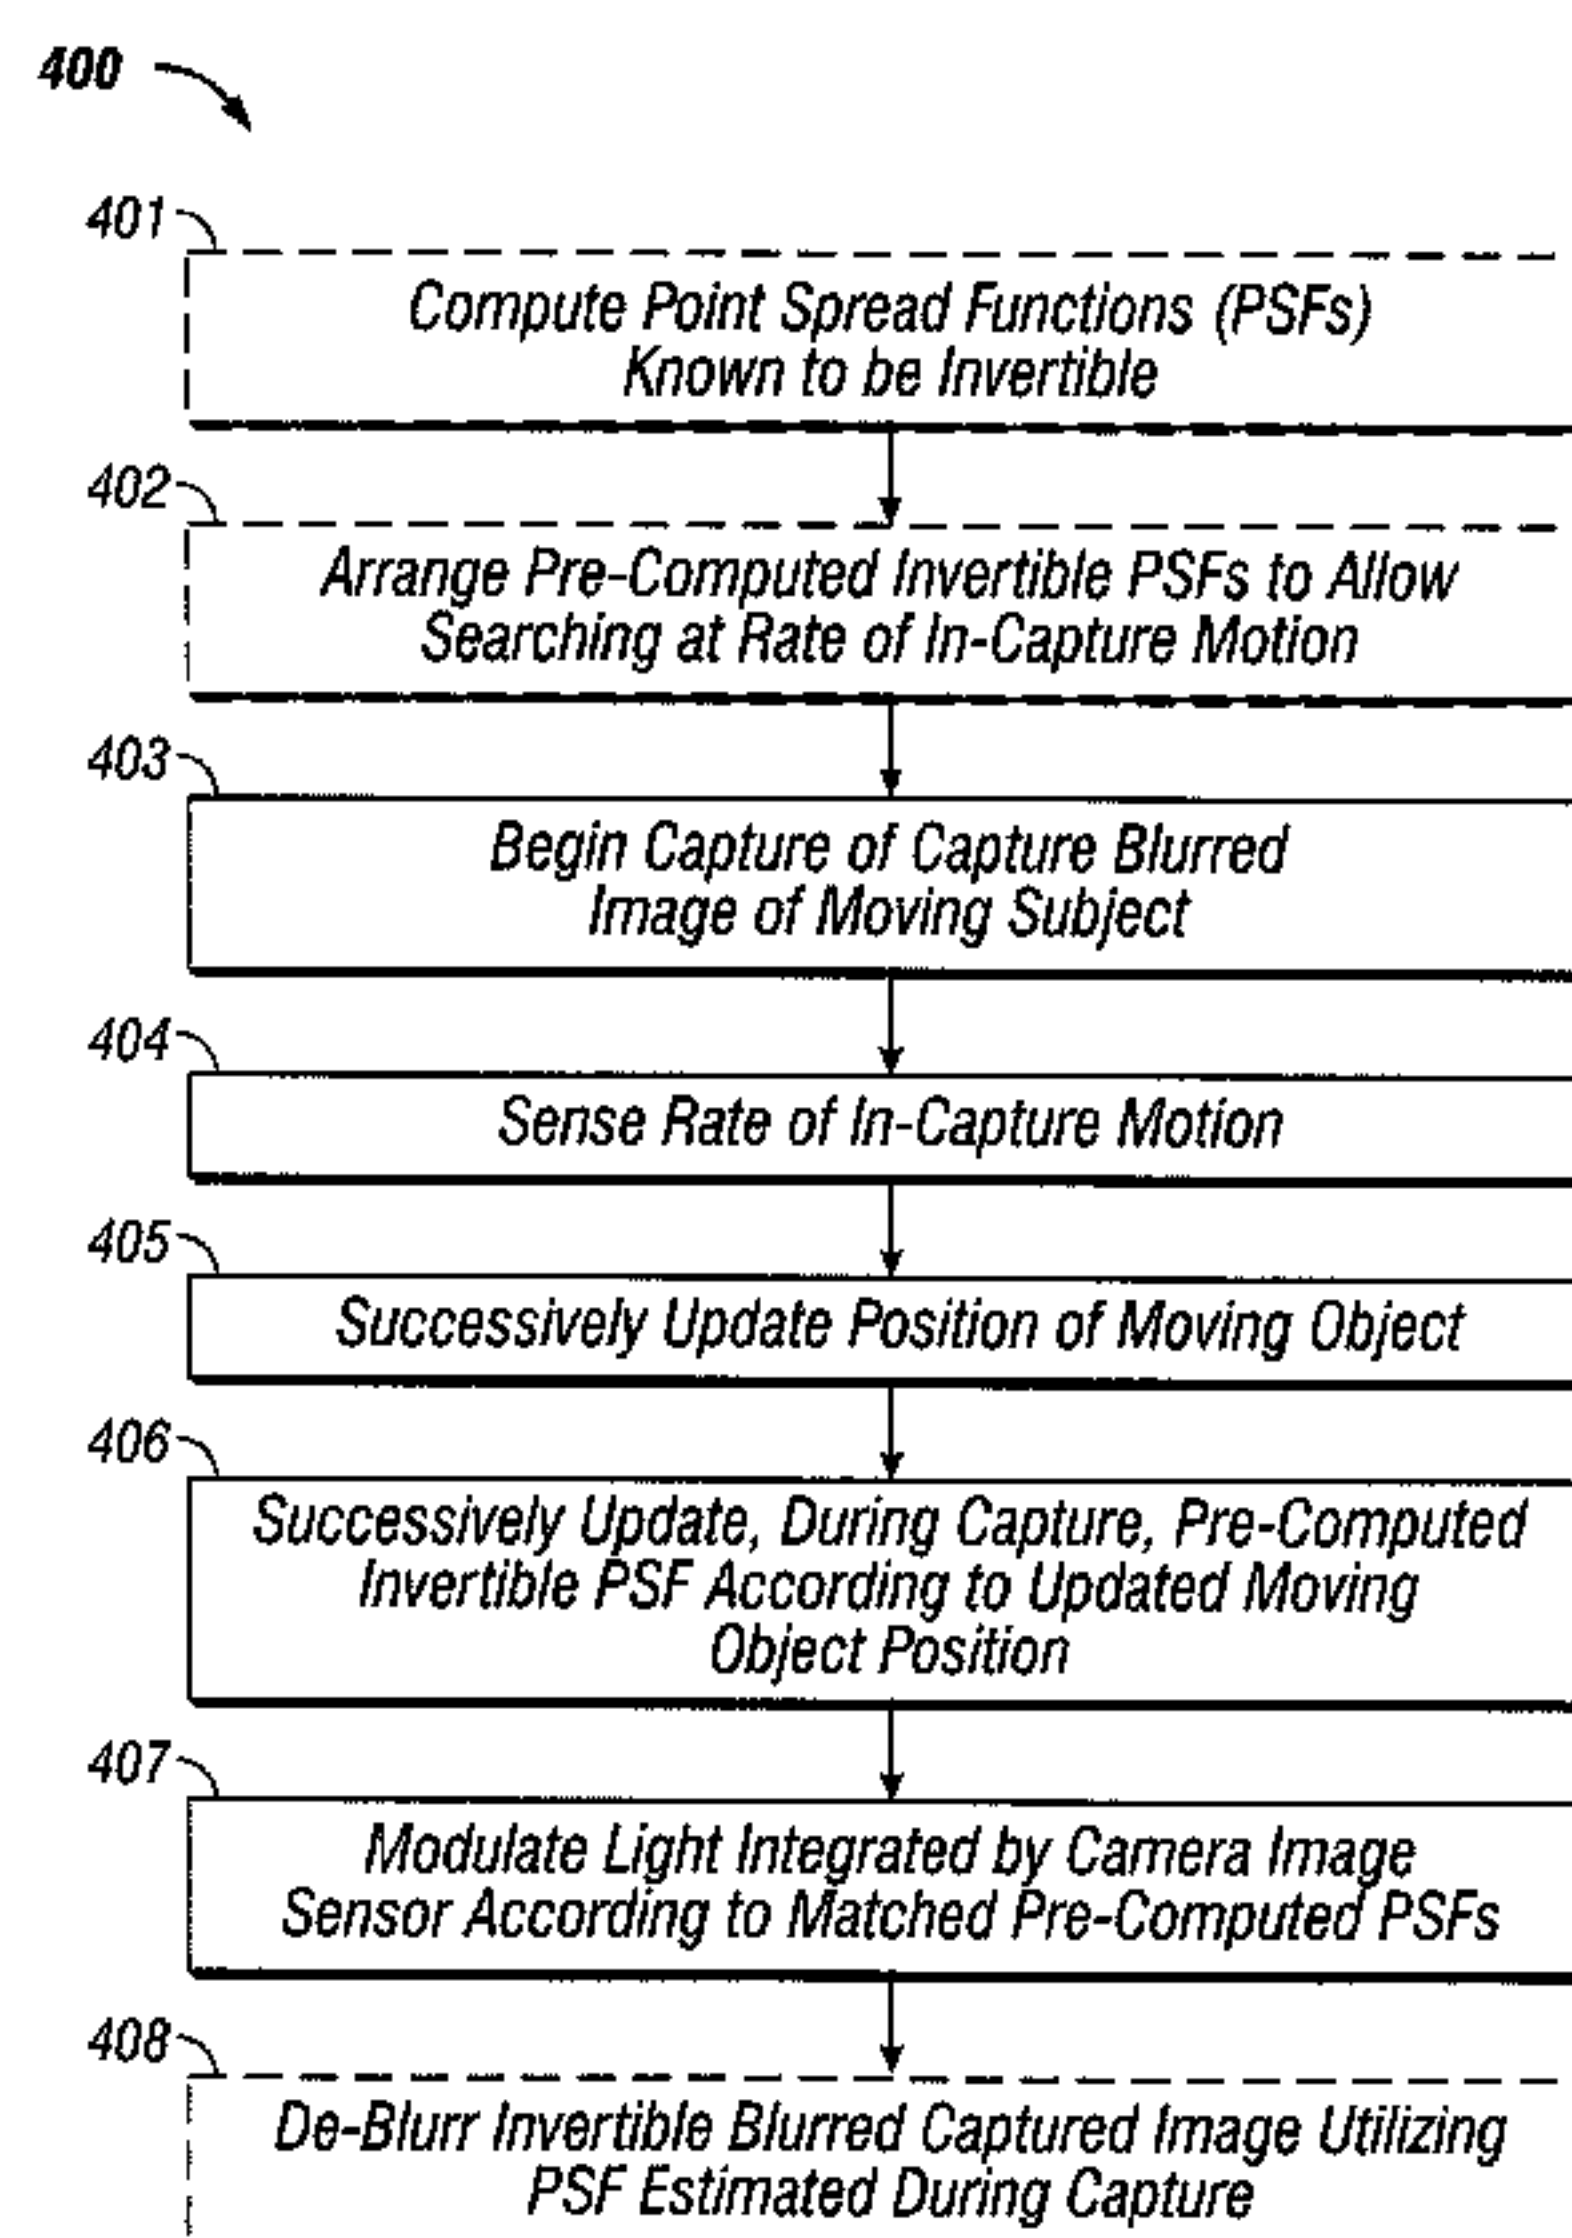 400
401
Compute Point Spread Functions (PSFs)
Known to be Invertible
402
Arrange Pre-Computed Invertible PSFs to Allow
Searching at Rate of In-Capture Motion
403
Begin Capture of Capture Blurred
Image of Moving Subject
404
Sense Rate of In-Capture Motion
405
Successively Update Position of Moving Object
406
Successively Update, During Capture, Pre-Computed
Invertible PSF According to Updated Moving
Object Position
407
Modulate Light Integrated by Camera Image
Sensor According to Matched Pre-Computed PSFs
408
De-Blurr Invertible Blurred Captured Image Utilizing
PSF Estimated During Capture